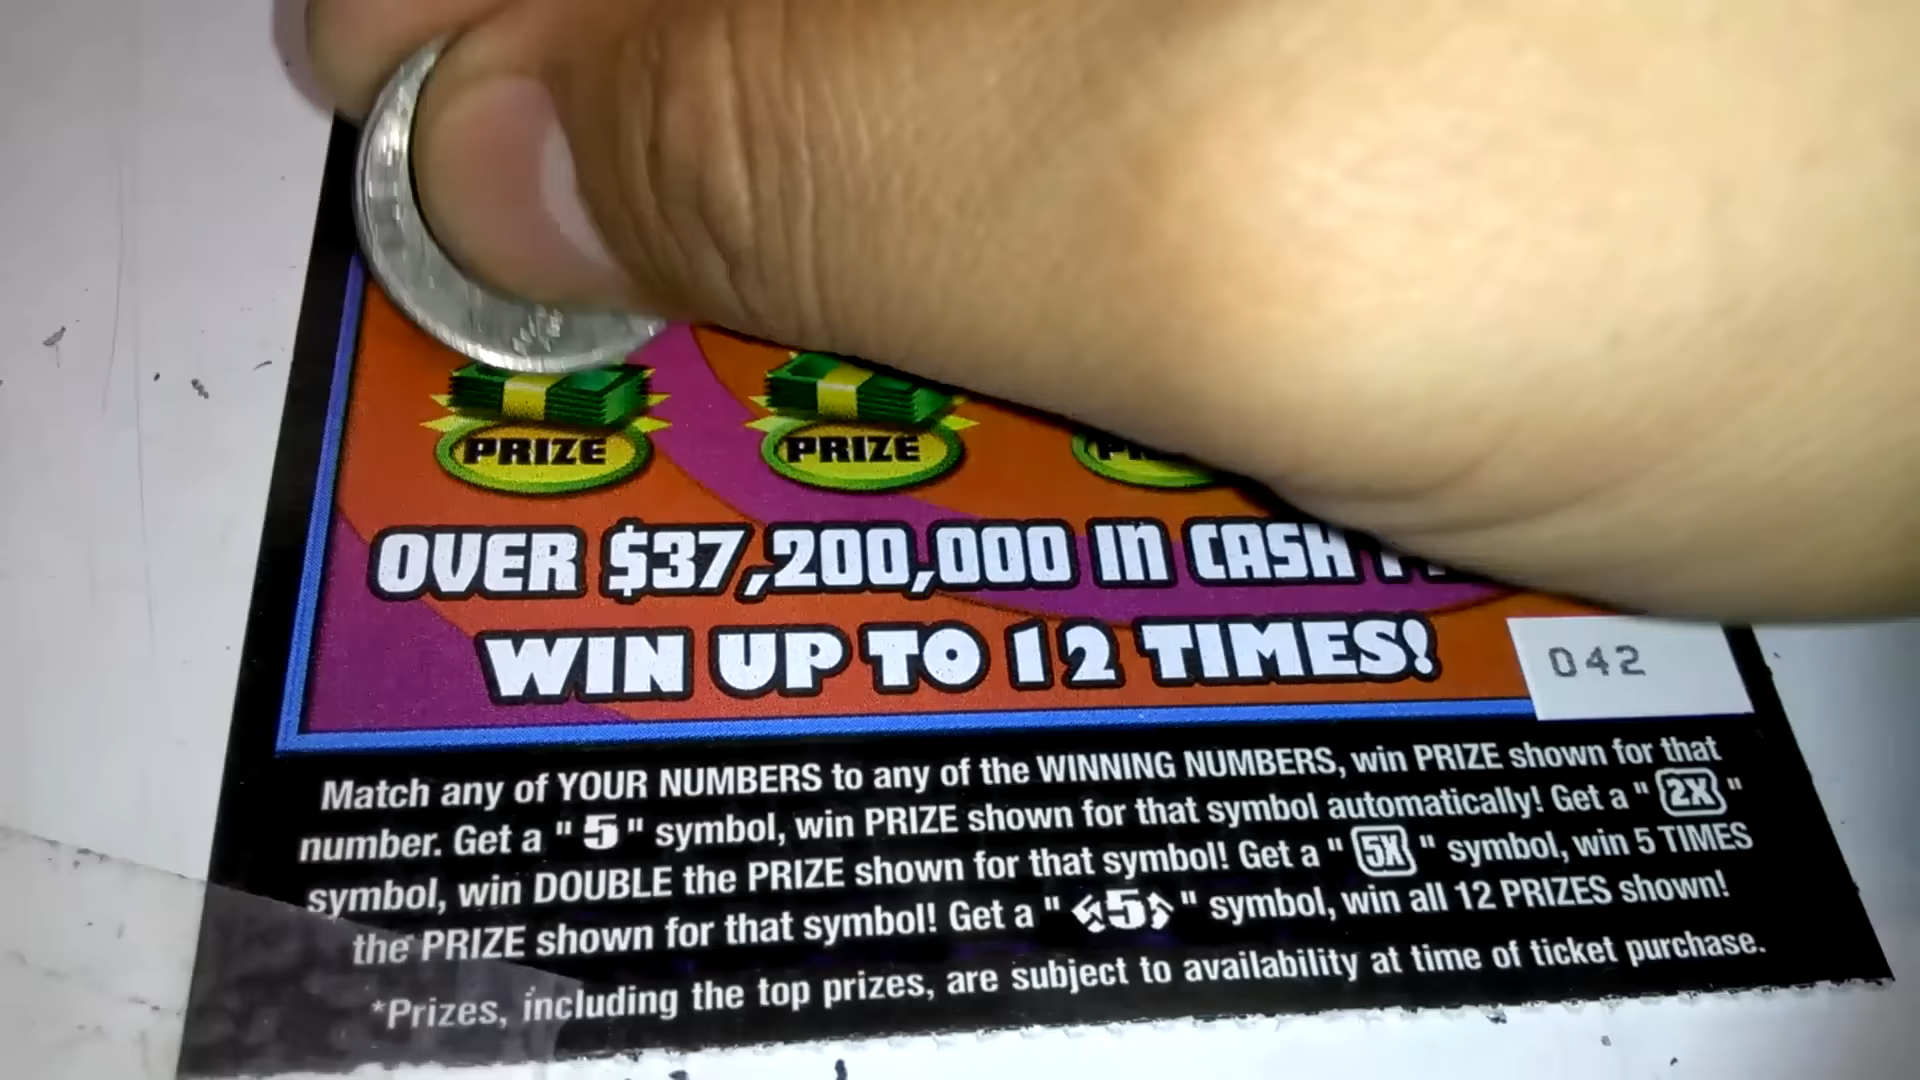 PRIZE PRIZE
OVER $37,200,000 IN CASH
WIN UP TO 12 TIMES!
042
Match any of YOUR NUMBERS to any of the WINNING NUMBERS, win PRIZE shown for that
number. Get a "5" symbol, win PRIZE shown for that symbol automatically! Get a "2X"
symbol, win DOUBLE the PRIZE shown for that symbol! Get a "5X" symbol, win 5 TIMES
the PRIZE shown for that symbol! Get a "5" symbol, win all 12 PRIZES shown!
*Prizes, including the top prizes, are subject to availability at time of ticket purchase.